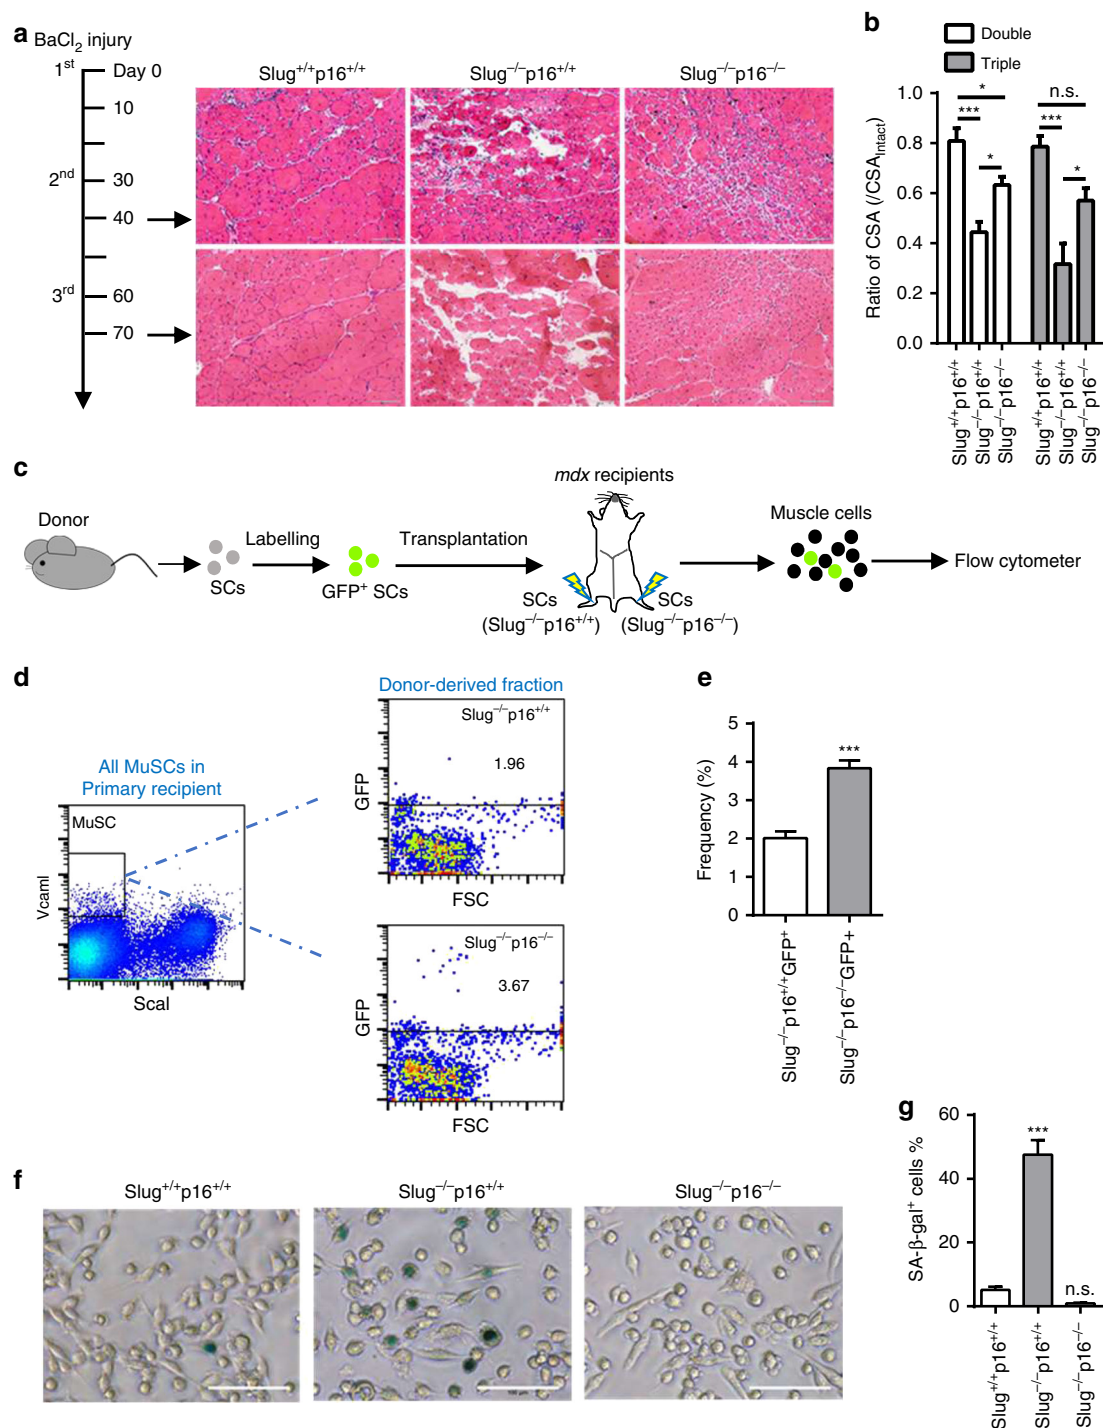 a
BaCl2 injury
1st
Day 0
10
2nd
30
40
3rd
60
70
Slug+/+p16+/+
Slug−/−p16+/+
Slug−/−p16−/−
b
Double
Triple
Ratio of CSA (/CSAIntact)
1.0
0.8
0.6
0.4
0.2
0.0
*
***
*
n.s.
***
*
Slug+/+p16+/+
Slug−/−p16+/+
Slug−/−p16−/−
Slug+/+p16+/+
Slug−/−p16+/+
Slug−/−p16−/−
c
Donor
SCs
Labelling
GFP+ SCs
Transplantation
mdx recipients
SCs
(Slug−/−p16+/+)
SCs
(Slug−/−p16−/−)
Muscle cells
Flow cytometer
d
All MuSCs in
Primary recipient
MuSC
VcamI
ScaI
Donor-derived fraction
Slug−/−p16+/+
1.96
GFP
FSC
Slug−/−p16−/−
3.67
GFP
FSC
e
Frequency (%)
5
4
3
2
1
0
***
Slug−/−p16+/+GFP+
Slug−/−p16−/−GFP+
f
Slug+/+p16+/+
Slug−/−p16+/+
Slug−/−p16−/−
100 μm
g
SA-β-gal+ cells %
60
40
20
0
***
n.s.
Slug+/+p16+/+
Slug−/−p16+/+
Slug−/−p16−/−